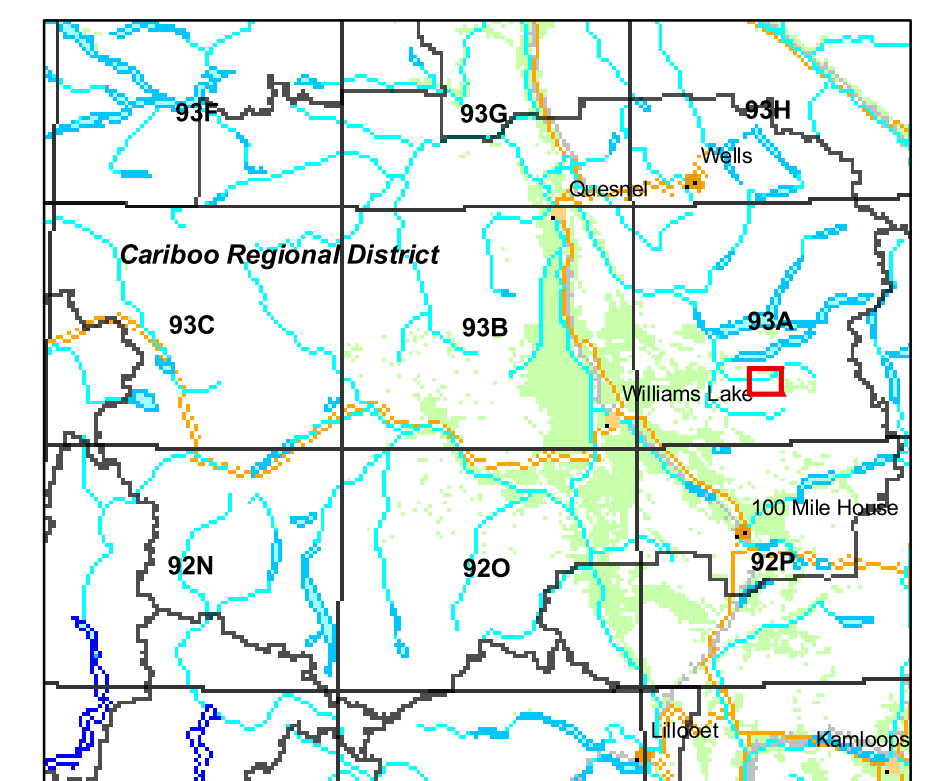 93F
93G
93H
Wells
Quesnel
Cariboo Regional District
93C
93B
93A
Williams Lake
100 Mile House
92N
92O
92P
Lillooet
Kamloops